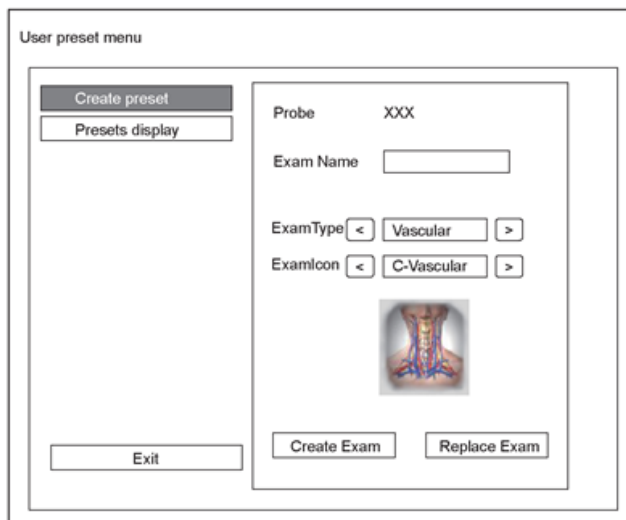 User preset menu
Create preset
Presets display
Probe XXX
Exam Name
ExamType < Vascular >
ExamIcon < C-Vascular >
Create Exam Replace Exam
Exit